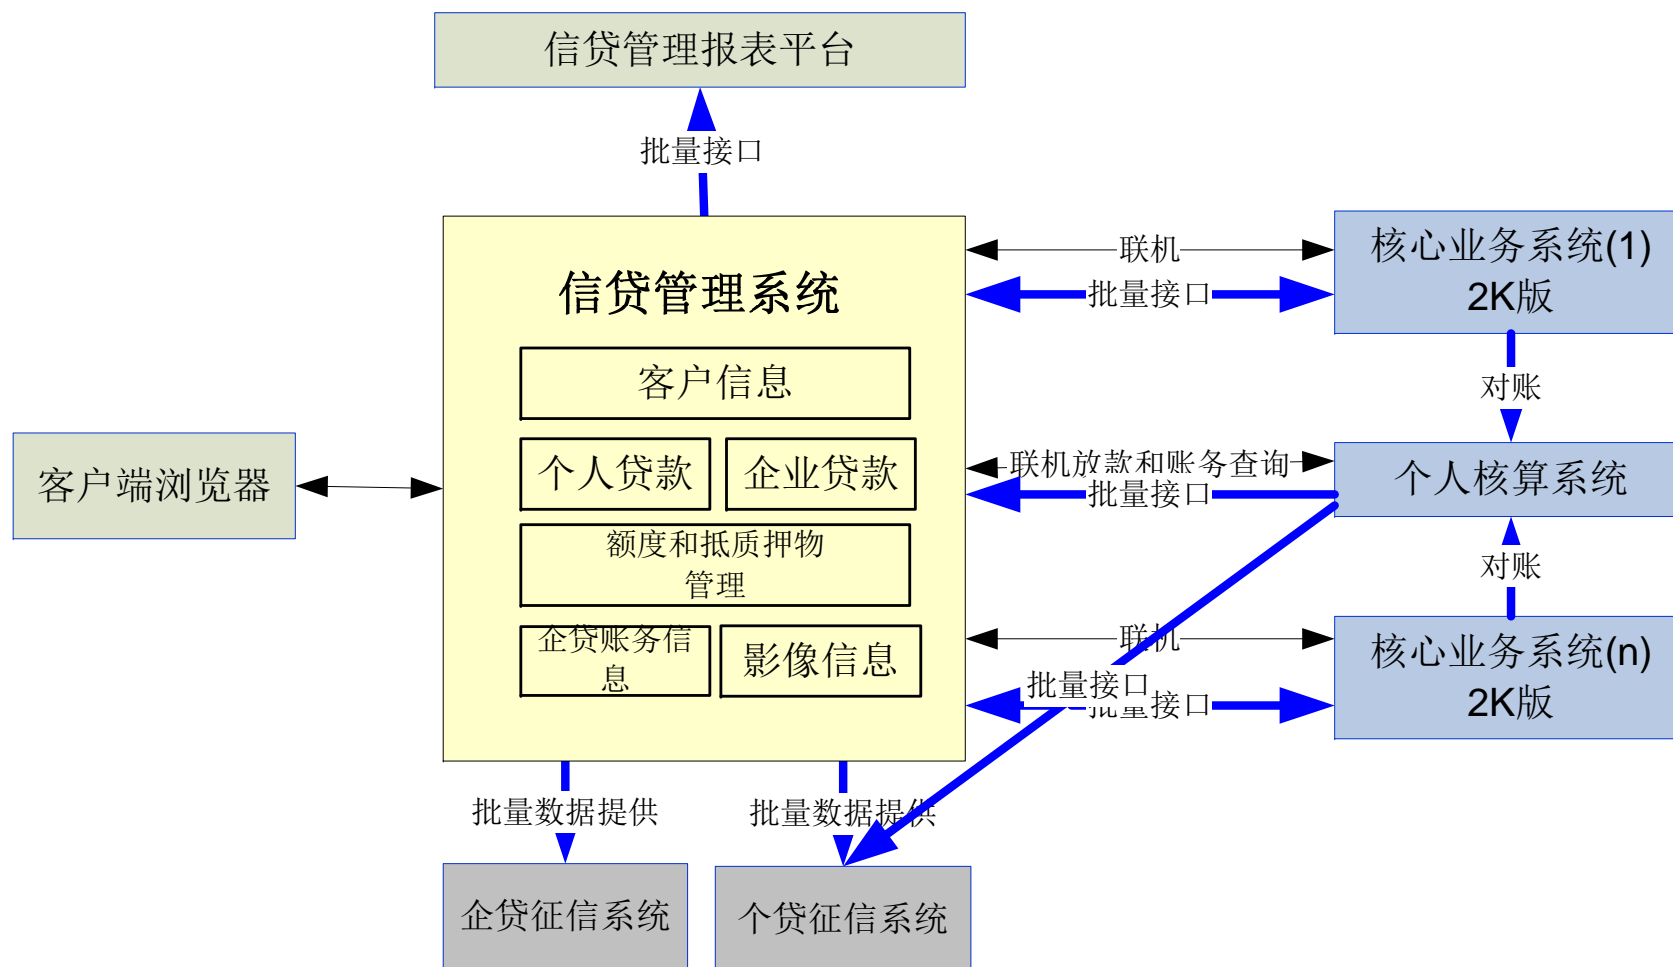 信贷管理报表平台
批量接口
信贷管理系统
联机
批量接口
核心业务系统(1)
2K版
客户信息
对账
个人贷款
企业贷款
联机放款和账务查询
批量接口
个人核算系统
客户端浏览器
额度和抵质押物
管理
对账
企贷账务信
息
影像信息
联机
批量接口
批量接口
核心业务系统(n)
2K版
批量数据提供
批量数据提供
企贷征信系统
个贷征信系统